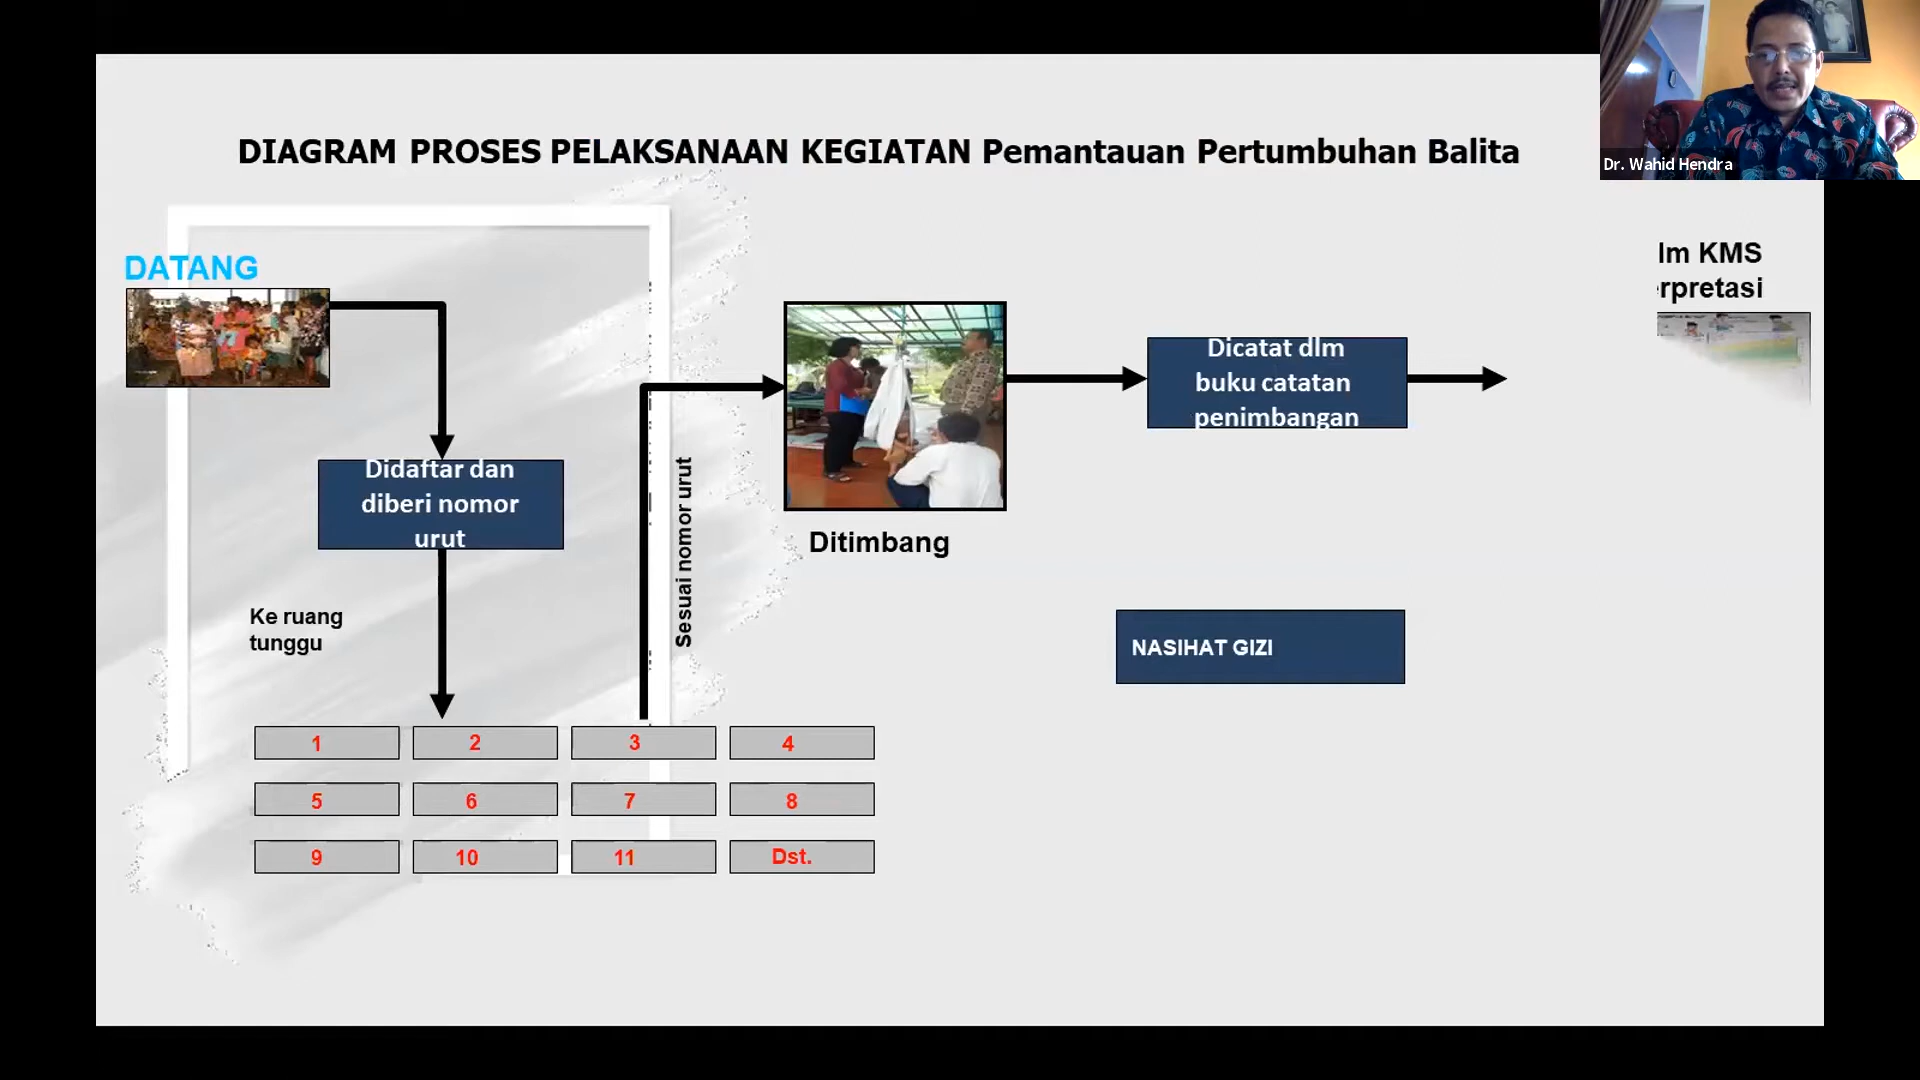 DIAGRAM PROSES PELAKSANAAN KEGIATAN Pemantauan Pertumbuhan Balita
Dr. Wahid Hendra
DATANG
Didaftar dan
diberi nomor
urut
Ke ruang
tunggu
1 2 3 4
5 6 7 8
9 10 11 Dst.
Sesuai nomor urut
Ditimbang
Dicatat dlm
buku catatan
penimbangan
KMS
NASIHAT GIZI